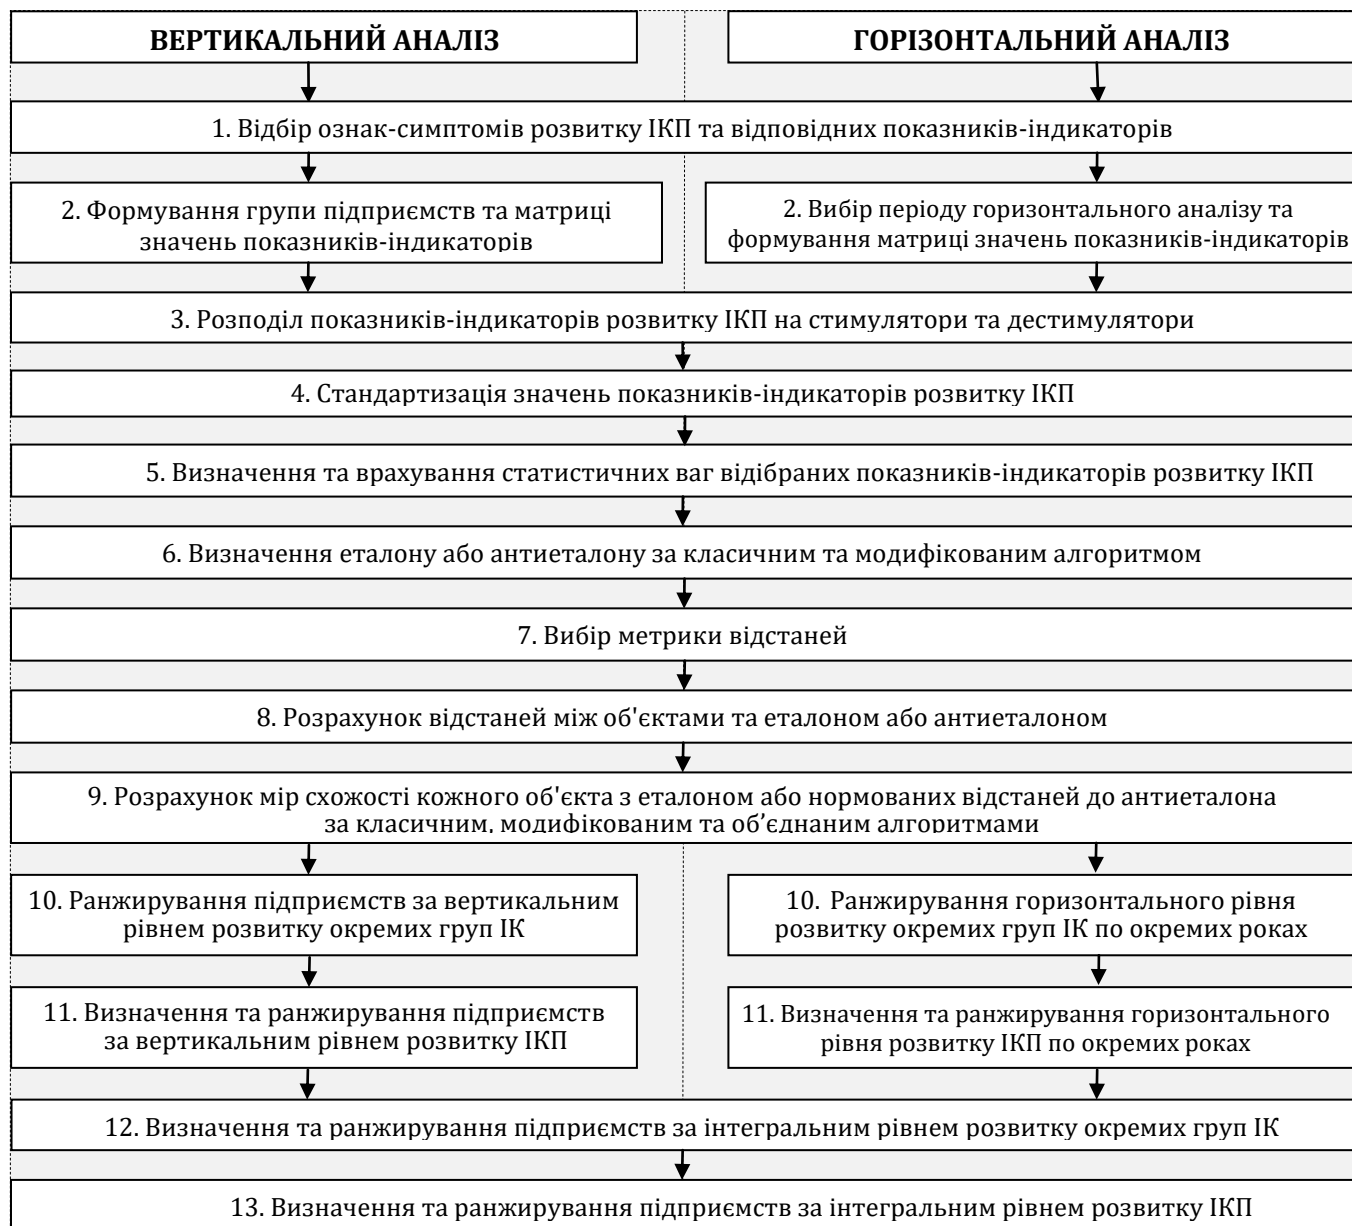 ВЕРТИКАЛЬНИЙ АНАЛІЗ
ГОРІЗОНТАЛЬНИЙ АНАЛІЗ
1. Відбір ознак-симптомів розвитку ІКП та відповідних показників-індикаторів
2. Формування групи підприємств та матриці
значень показників-індикаторів
2. Вибір періоду горизонтального аналізу та
формування матриці значень показників-індикаторів
3. Розподіл показників-індикаторів розвитку ІКП на стимулятори та дестимулятори
4. Стандартизація значень показників-індикаторів розвитку ІКП
5. Визначення та врахування статистичних ваг відібраних показників-індикаторів розвитку ІКП
6. Визначення еталону або антиеталону за класичним та модифікованим алгоритмом
7. Вибір метрики відстаней
8. Розрахунок відстаней між об'єктами та еталоном або антиеталоном
9. Розрахунок мір схожості кожного об'єкта з еталоном або нормованих відстаней до антиеталона
за класичним, модифікованим та об’єднаним алгоритмами
10. Ранжирування підприємств за вертикальним
рівнем розвитку окремих груп ІК
10. Ранжирування горизонтального рівня
розвитку окремих груп ІК по окремих роках
11. Визначення та ранжирування підприємств
за вертикальним рівнем розвитку ІКП
11. Визначення та ранжирування горизонтального
рівня розвитку ІКП по окремих роках
12. Визначення та ранжирування підприємств за інтегральним рівнем розвитку окремих груп ІК
13. Визначення та ранжирування підприємств за інтегральним рівнем розвитку ІКП